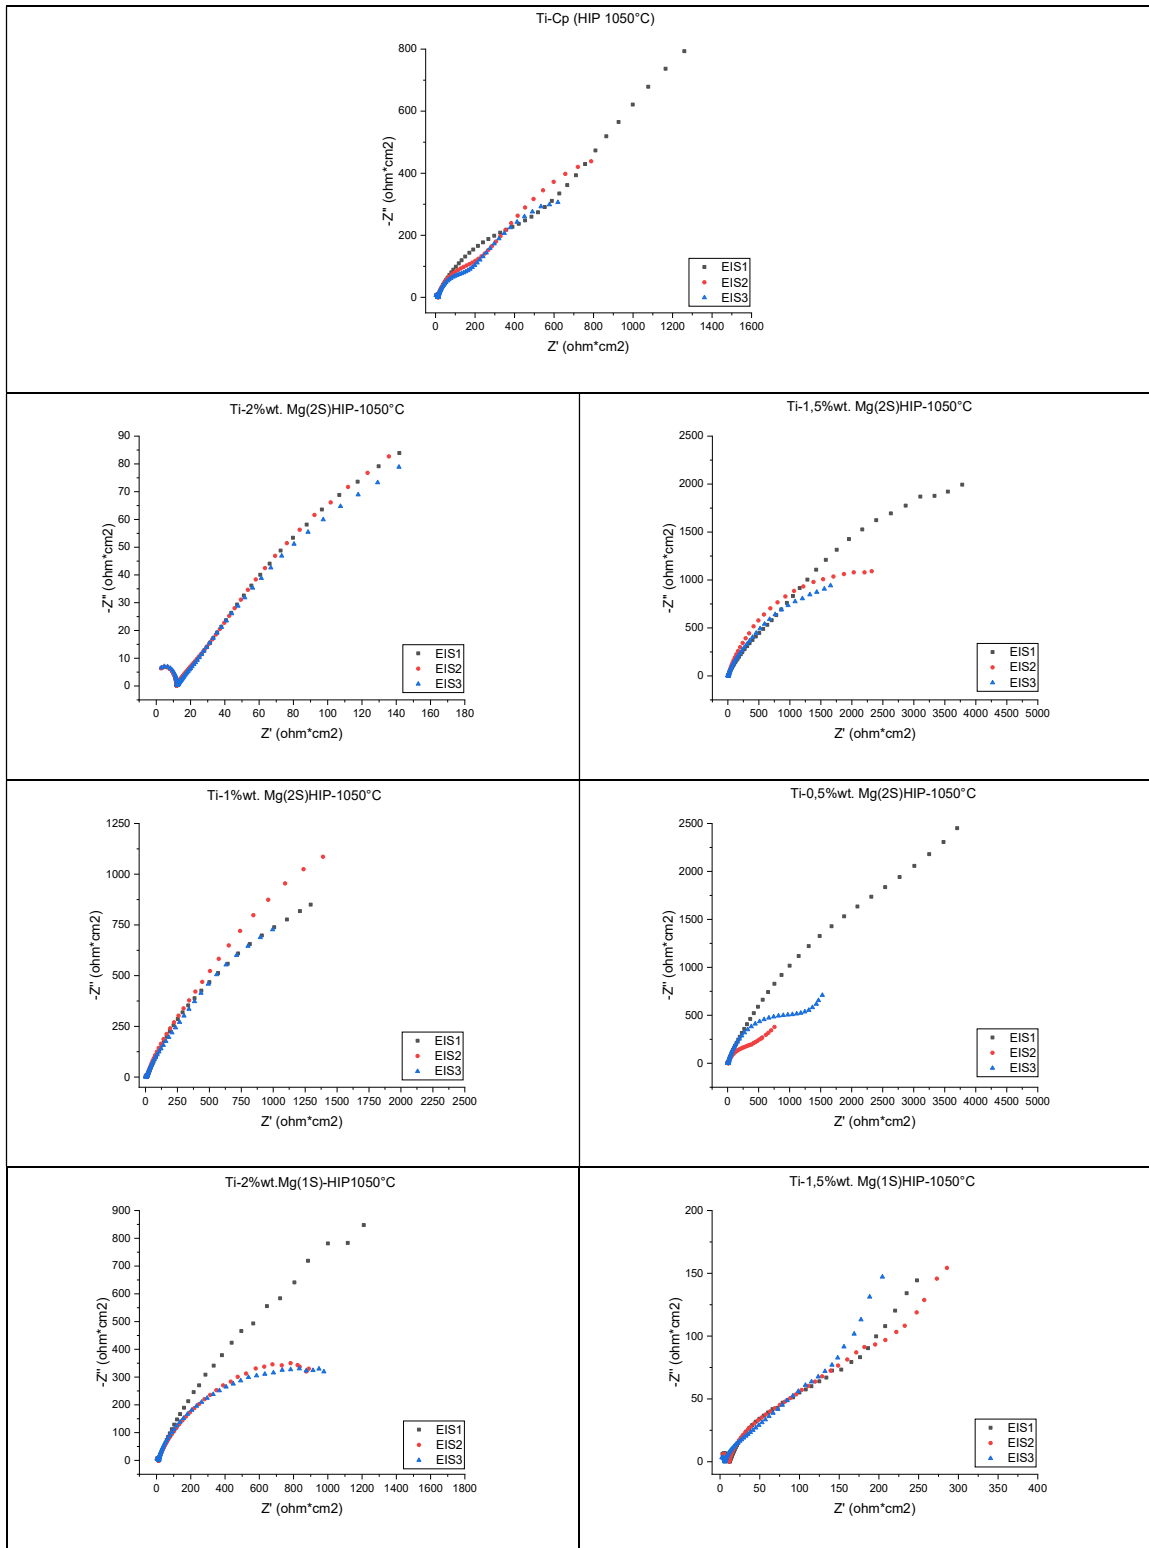 Ti-Cp (HIP 1050°C)
800
600
400
200
0
-Z" (ohm*cm2)
EIS1
EIS2
EIS3
0 200 400 600 800 1000 1200 1400 1600
Z' (ohm*cm2)
Ti-2%wt. Mg(2S)HIP-1050°C
90
80
70
60
50
40
30
20
10
0
-Z" (ohm*cm2)
EIS1
EIS2
EIS3
0 20 40 60 80 100 120 140 160 180
Z' (ohm*cm2)
Ti-1,5%wt. Mg(2S)HIP-1050°C
2500
2000
1500
1000
500
0
-Z" (ohm*cm2)
EIS1
EIS2
EIS3
0 500 1000 1500 2000 2500 3000 3500 4000 4500 5000
Z' (ohm*cm2)
Ti-1%wt. Mg(2S)HIP-1050°C
1250
1000
750
500
250
0
-Z" (ohm*cm2)
EIS1
EIS2
EIS3
0 250 500 750 1000 1250 1500 1750 2000 2250 2500
Z' (ohm*cm2)
Ti-0,5%wt. Mg(2S)HIP-1050°C
2500
2000
1500
1000
500
0
-Z" (ohm*cm2)
EIS1
EIS2
EIS3
0 500 1000 1500 2000 2500 3000 3500 4000 4500 5000
Z' (ohm*cm2)
Ti-2%wt.Mg(1S)-HIP1050°C
900
800
700
600
500
400
300
200
100
0
-Z" (ohm*cm2)
EIS1
EIS2
EIS3
0 200 400 600 800 1000 1200 1400 1600 1800
Z' (ohm*cm2)
Ti-1,5%wt. Mg(1S)HIP-1050°C
200
150
100
50
0
-Z" (ohm*cm2)
EIS1
EIS2
EIS3
0 50 100 150 200 250 300 350 400
Z' (ohm*cm2)